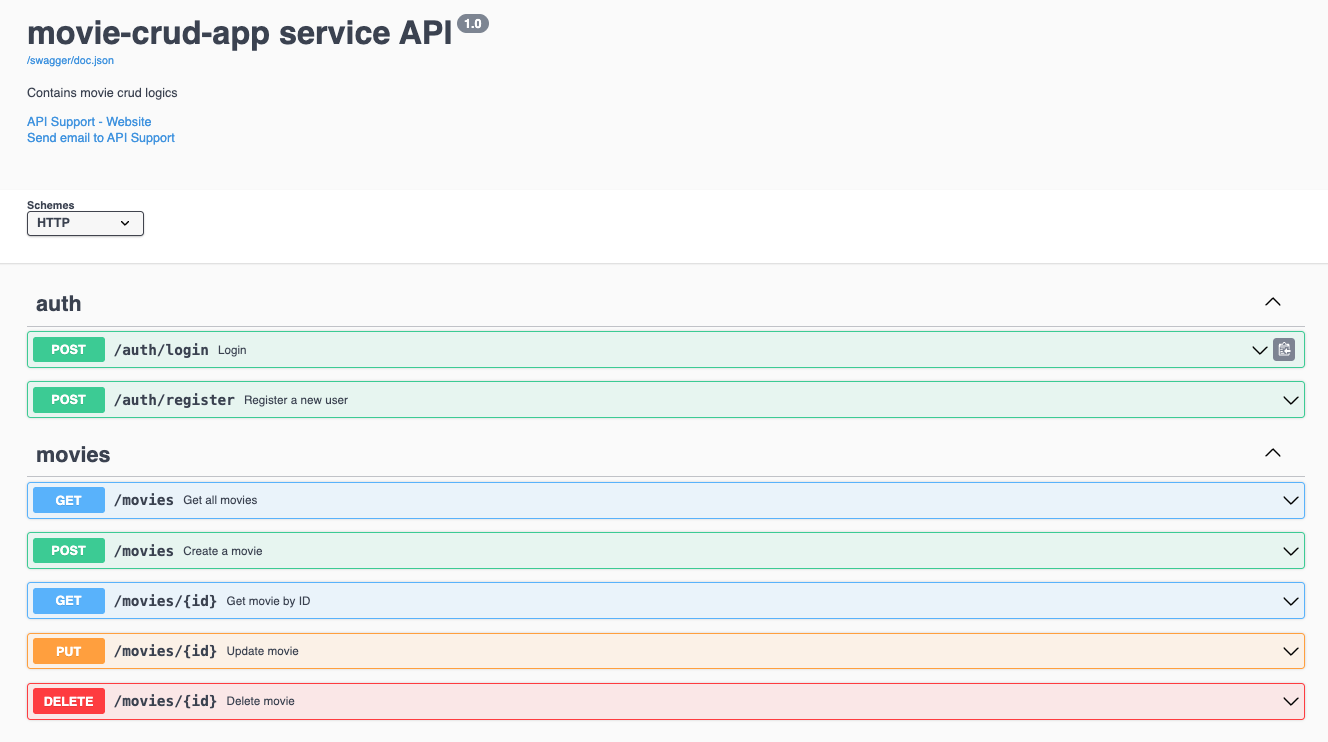 movie-crud-app service API 1.0
/swagger/doc.json
Contains movie crud logics
API Support - Website
Send email to API Support
Schemes
HTTP
auth
POST /auth/login Login
POST /auth/register Register a new user
movies
GET /movies Get all movies
POST /movies Create a movie
GET /movies/{id} Get movie by ID
PUT /movies/{id} Update movie
DELETE /movies/{id} Delete movie